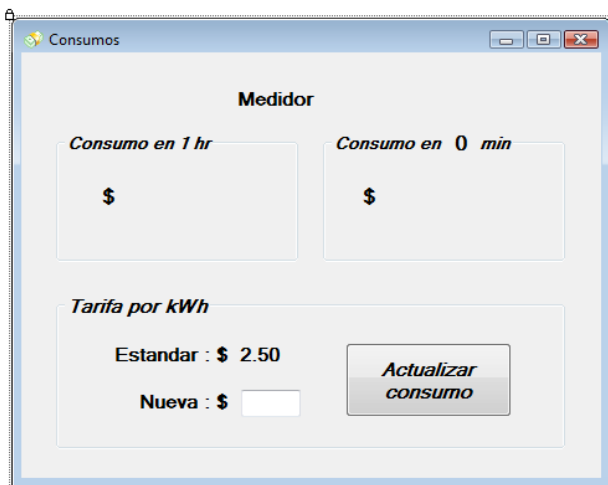 Consumos
Medidor
Consumo en 1 hr
Consumo en 0 min
$
$
Tarifa por kWh
Estandar : $ 2.50
Nueva : $
Actualizar
consumo